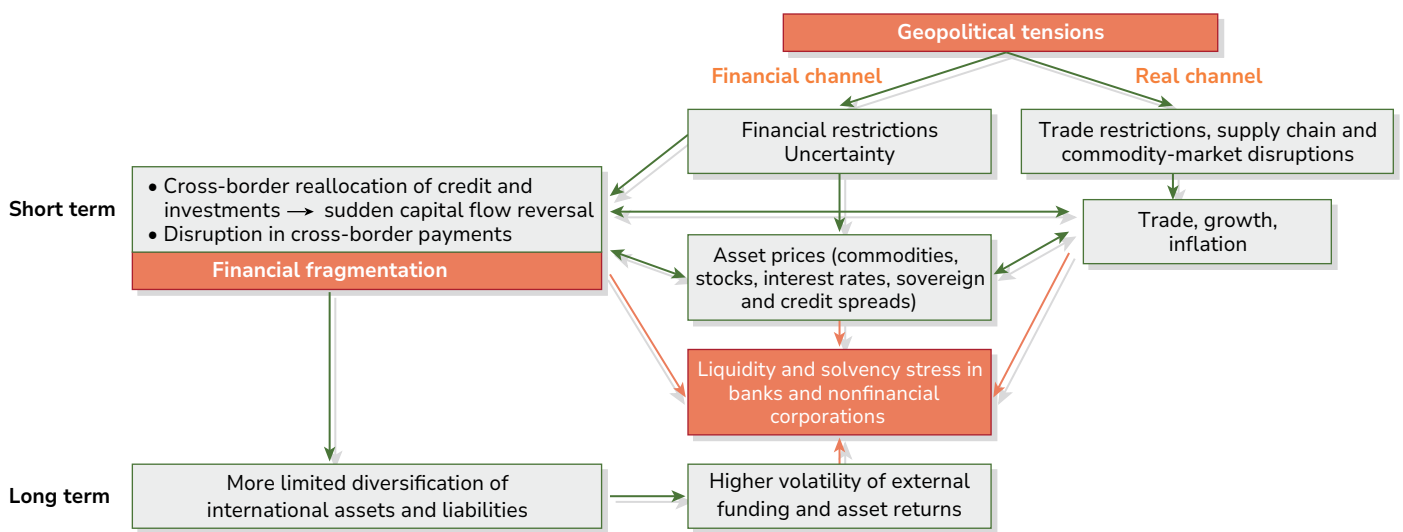 Geopolitical tensions
Financial channel
Real channel
Financial restrictions
Uncertainty
Trade restrictions, supply chain and
commodity-market disruptions
Short term
• Cross-border reallocation of credit and
investments → sudden capital flow reversal
• Disruption in cross-border payments
Financial fragmentation
Asset prices (commodities,
stocks, interest rates, sovereign
and credit spreads)
Trade, growth,
inflation
Liquidity and solvency stress in
banks and nonfinancial
corporations
Long term
More limited diversification of
international assets and liabilities
Higher volatility of external
funding and asset returns